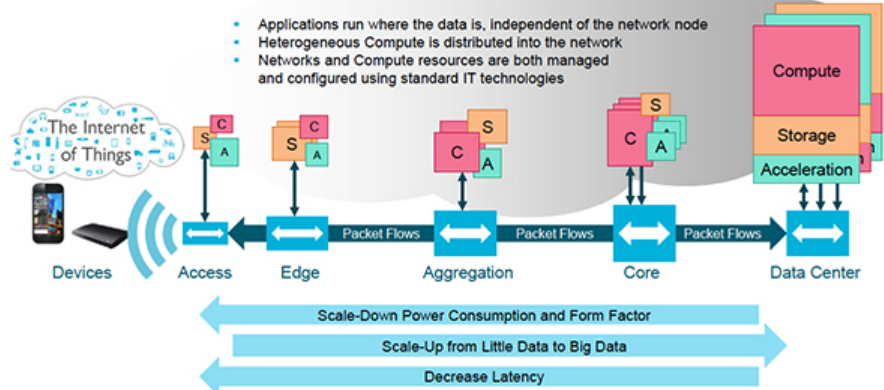 Applications run where the data is, independent of the network node
Heterogeneous Compute is distributed into the network
Networks and Compute resources are both managed
and configured using standard IT technologies
The Internet
of Things
S
C
A
S
C
A
C
S
A
C
S
A
Compute
Storage
Acceleration
Packet Flows
Packet Flows
Packet Flows
Devices
Access
Edge
Aggregation
Core
Data Center
Scale-Down Power Consumption and Form Factor
Scale-Up from Little Data to Big Data
Decrease Latency